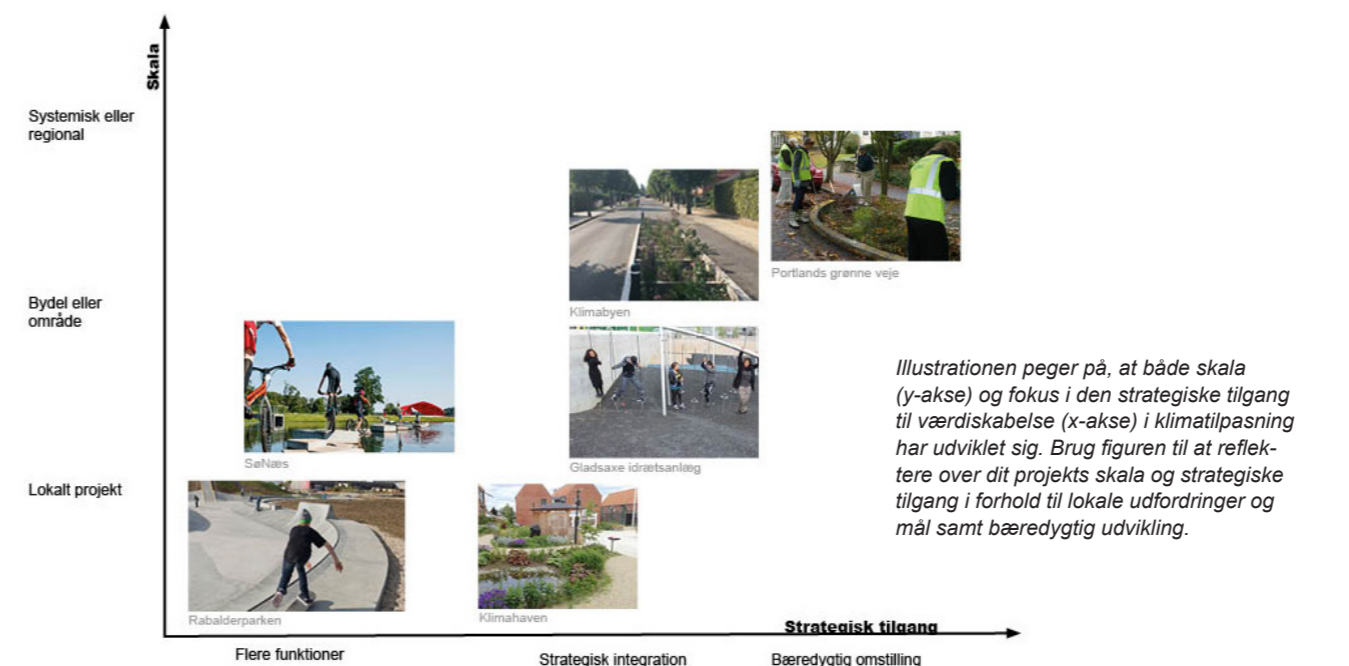 Skala
Systemisk eller
regional
Portlands grønne veje
Bydel eller
område
Klimabyen
SøNæs
Gladsaxe idrætsanlæg
Illustrationen peger på, at både skala
(y-akse) og fokus i den strategiske tilgang
til værdiskabelse (x-akse) i klimatilpasning
har udviklet sig. Brug figuren til at reflek-
tere over dit projekts skala og strategiske
tilgang i forhold til lokale udfordringer og
mål samt bæredygtig udvikling.
Lokalt projekt
Rabalderparken
Klimahaven
Strategisk tilgang
Flere funktioner
Strategisk integration
Bæredygtig omstilling